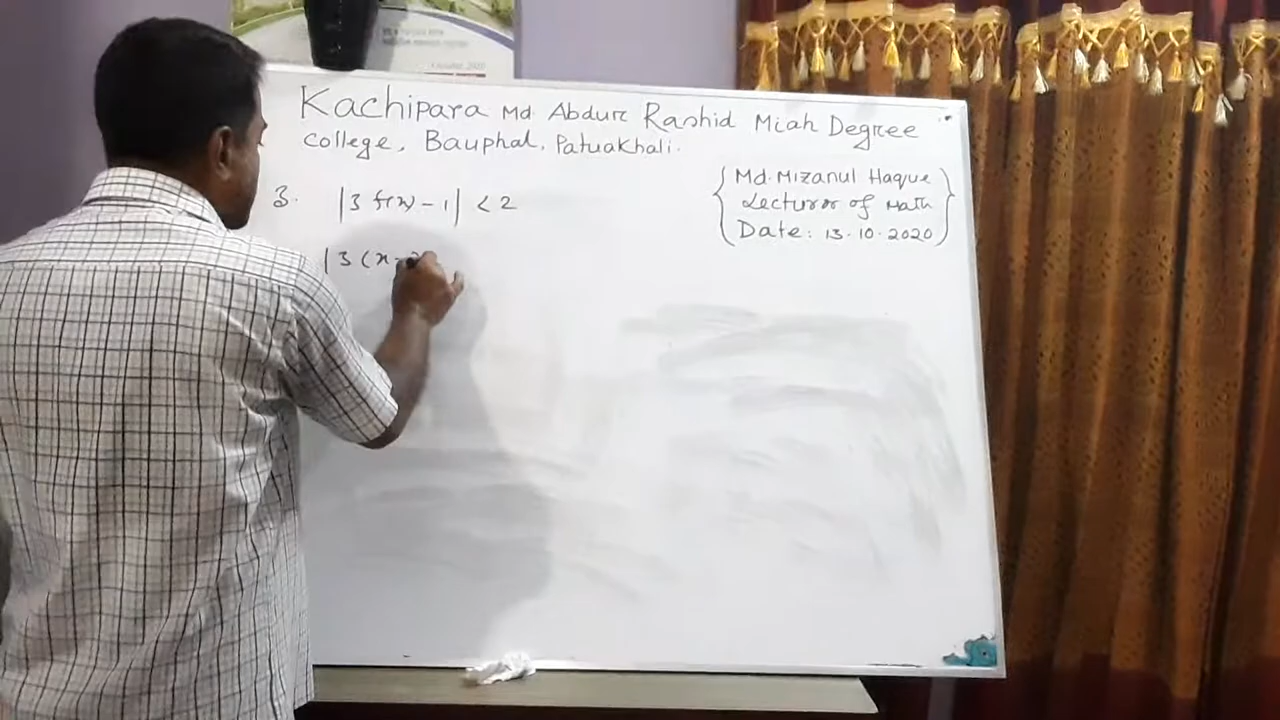 Kachipara Md Abdur Rashid Miah Degree
college, Bauphal, Patuakhali.
Md. Mizanul Haque
Lecturer of Math
Date: 13.10.2020
3. |3 f(x) - 1| < 2
|3 (x -